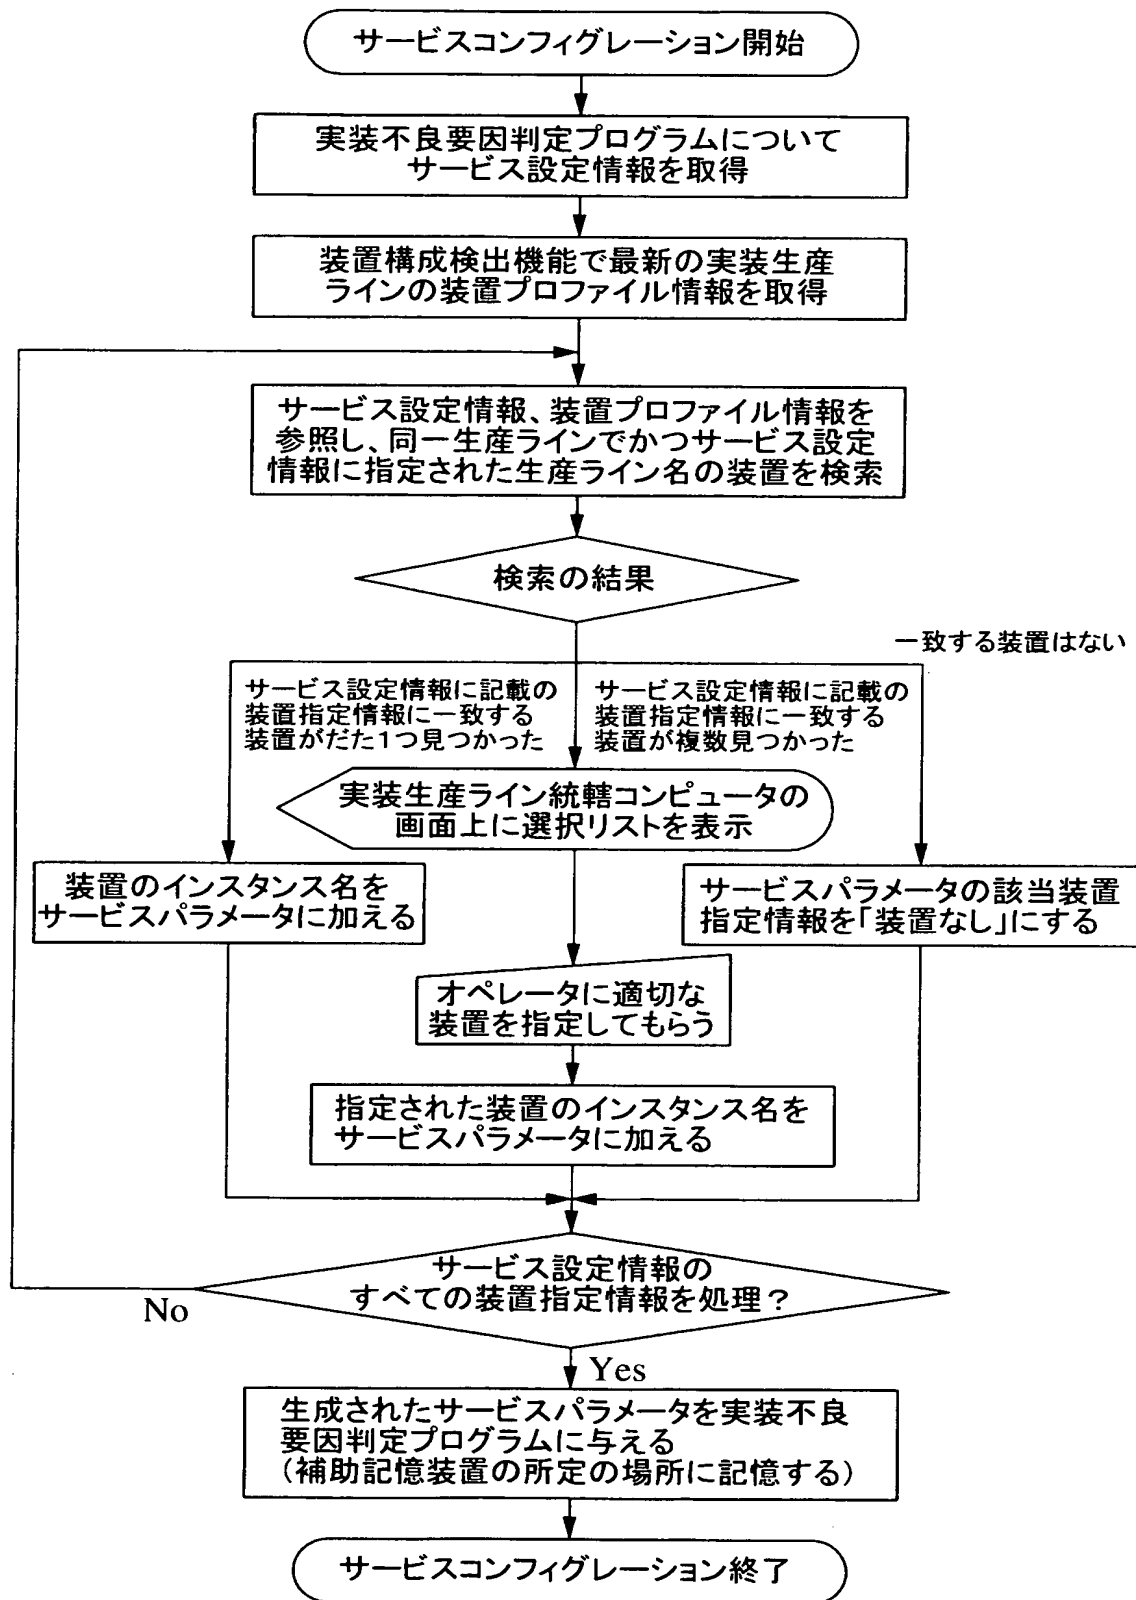 サービスコンフィグレーション開始
実装不良要因判定プログラムについて
サービス設定情報を取得
装置構成検出機能で最新の実装生産
ラインの装置プロファイル情報を取得
サービス設定情報、装置プロファイル情報を
参照し、同一生産ラインでかつサービス設定
情報に指定された生産ライン名の装置を検索
検索の結果
一致する装置はない
サービス設定情報に記載の
装置指定情報に一致する
装置がだた1つ見つかった
サービス設定情報に記載の
装置指定情報に一致する
装置が複数見つかった
実装生産ライン統轄コンピュータの
画面上に選択リストを表示
装置のインスタンス名を
サービスパラメータに加える
サービスパラメータの該当装置
指定情報を「装置なし」にする
オペレータに適切な
装置を指定してもらう
指定された装置のインスタンス名を
サービスパラメータに加える
サービス設定情報の
すべての装置指定情報を処理？
No
Yes
生成されたサービスパラメータを実装不良
要因判定プログラムに与える
（補助記憶装置の所定の場所に記憶する）
サービスコンフィグレーション終了